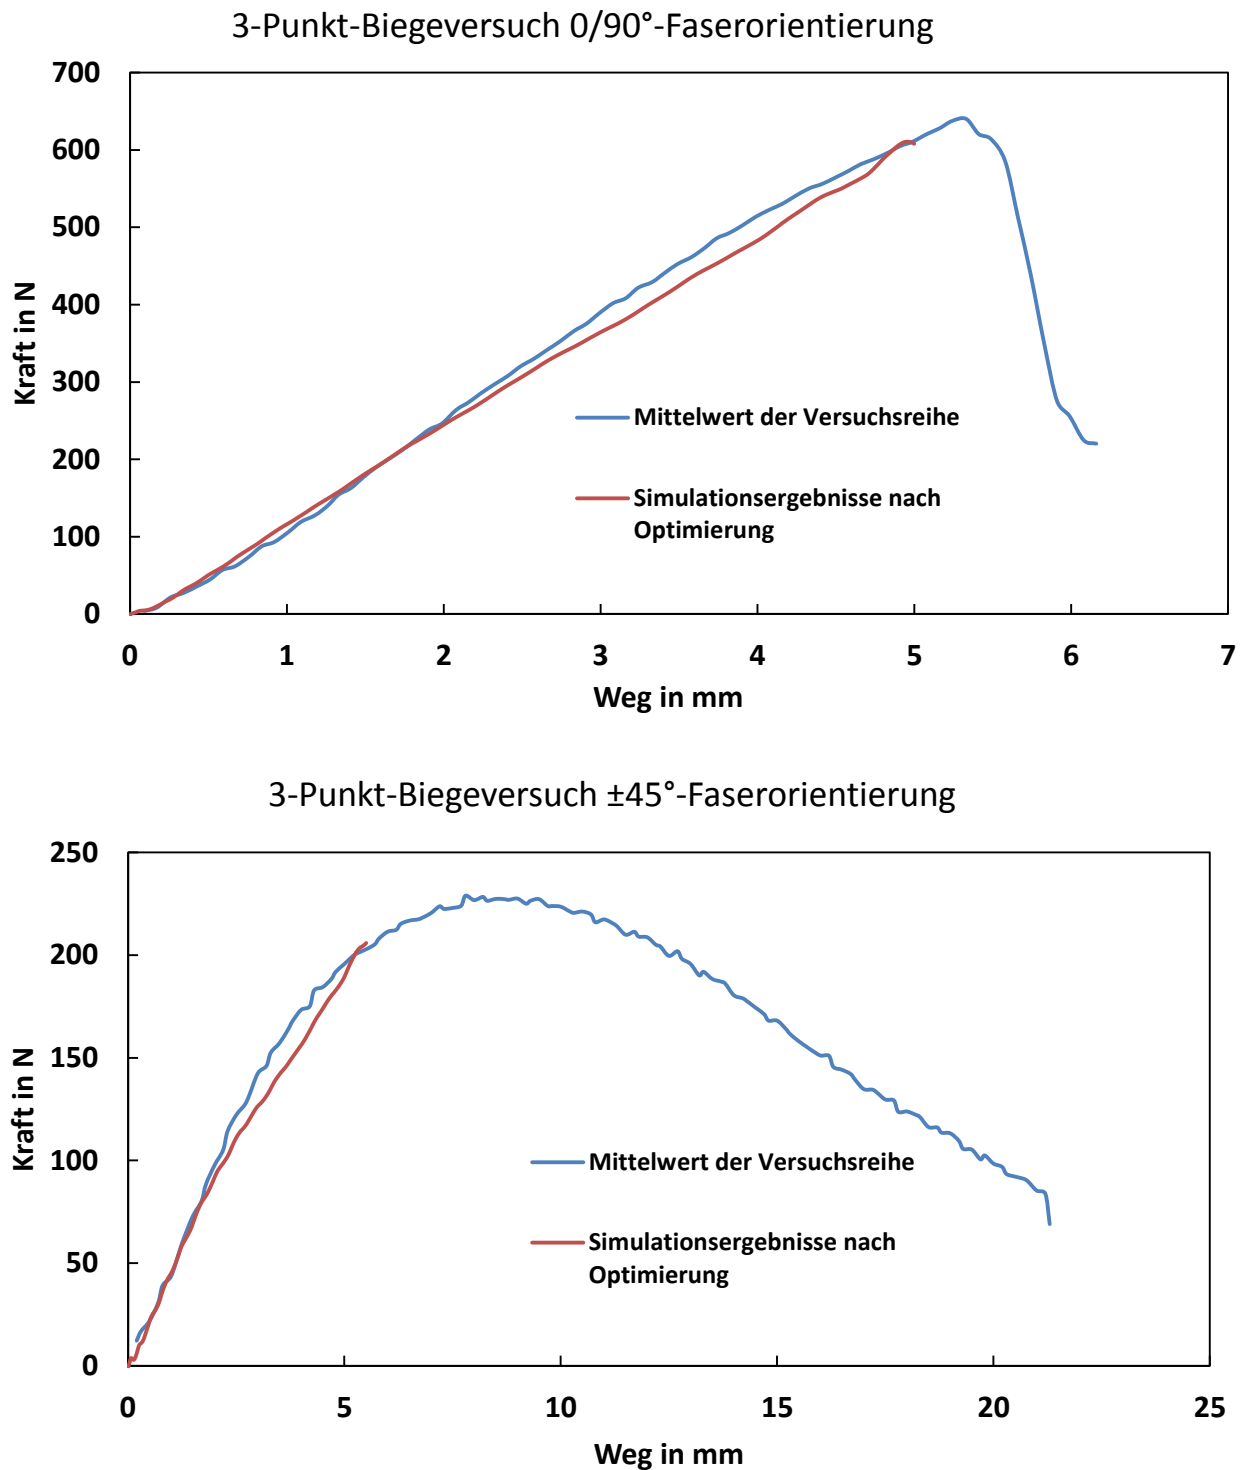 3-Punkt-Biegeversuch 0/90°-Faserorientierung
700
600
500
400
300
200
100
0
Kraft in N
Mittelwert der Versuchsreihe
Simulationsergebnisse nach
Optimierung
0 1 2 3 4 5 6 7
Weg in mm
3-Punkt-Biegeversuch ±45°-Faserorientierung
250
200
150
100
50
0
Kraft in N
Mittelwert der Versuchsreihe
Simulationsergebnisse nach
Optimierung
0 5 10 15 20 25
Weg in mm